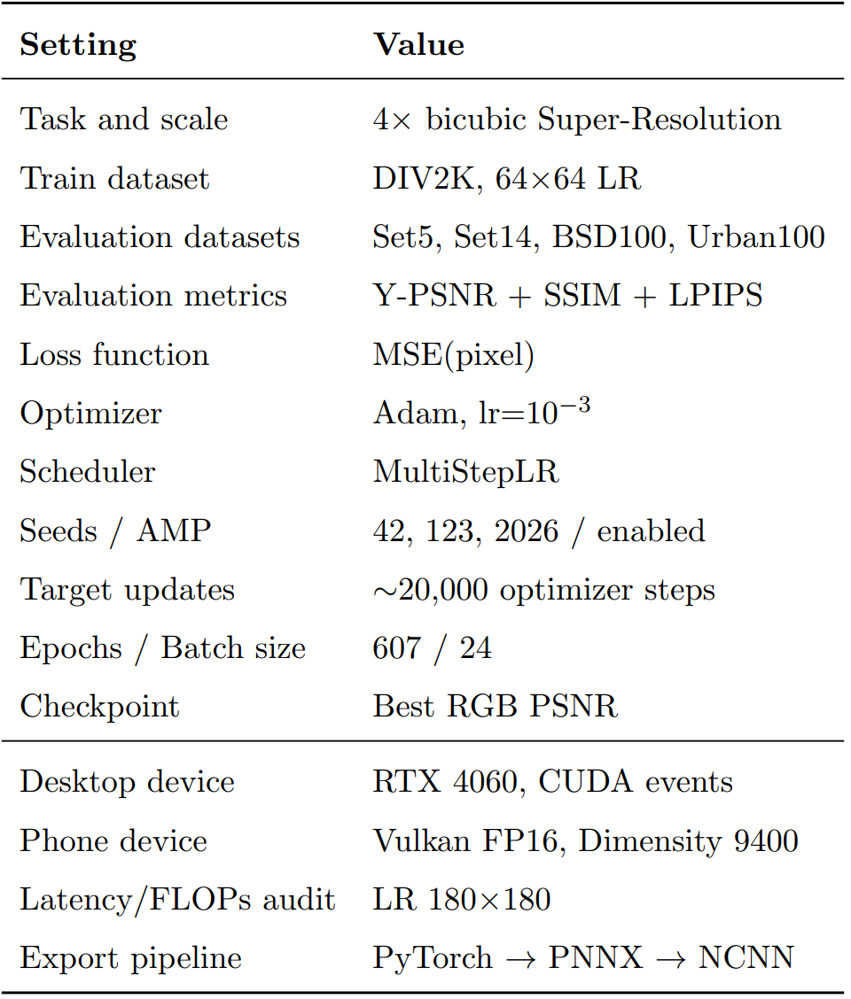 Setting Value
Task and scale 4× bicubic Super-Resolution
Train dataset DIV2K, 64×64 LR
Evaluation datasets Set5, Set14, BSD100, Urban100
Evaluation metrics Y-PSNR + SSIM + LPIPS
Loss function MSE(pixel)
Optimizer Adam, lr=10⁻³
Scheduler MultiStepLR
Seeds / AMP 42, 123, 2026 / enabled
Target updates ∼20,000 optimizer steps
Epochs / Batch size 607 / 24
Checkpoint Best RGB PSNR
Desktop device RTX 4060, CUDA events
Phone device Vulkan FP16, Dimensity 9400
Latency/FLOPs audit LR 180×180
Export pipeline PyTorch → PNNX → NCNN